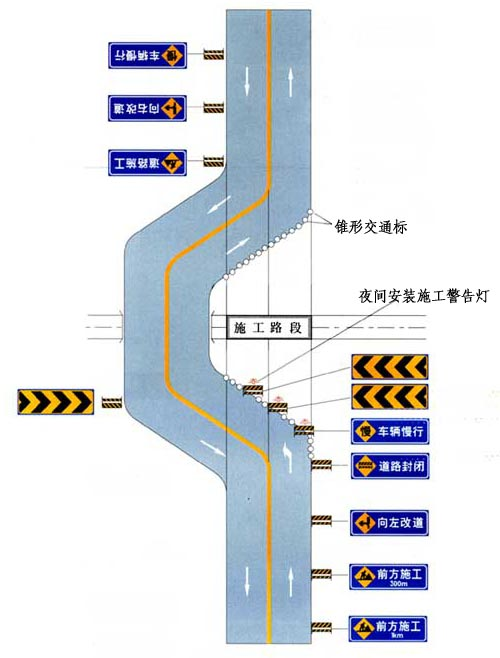 车辆慢行
向右改道
道路施工
锥形交通标
夜间安装施工警告灯
施工路段
慢 车辆慢行
道路封闭
向左改道
前方施工
300m
前方施工
1km